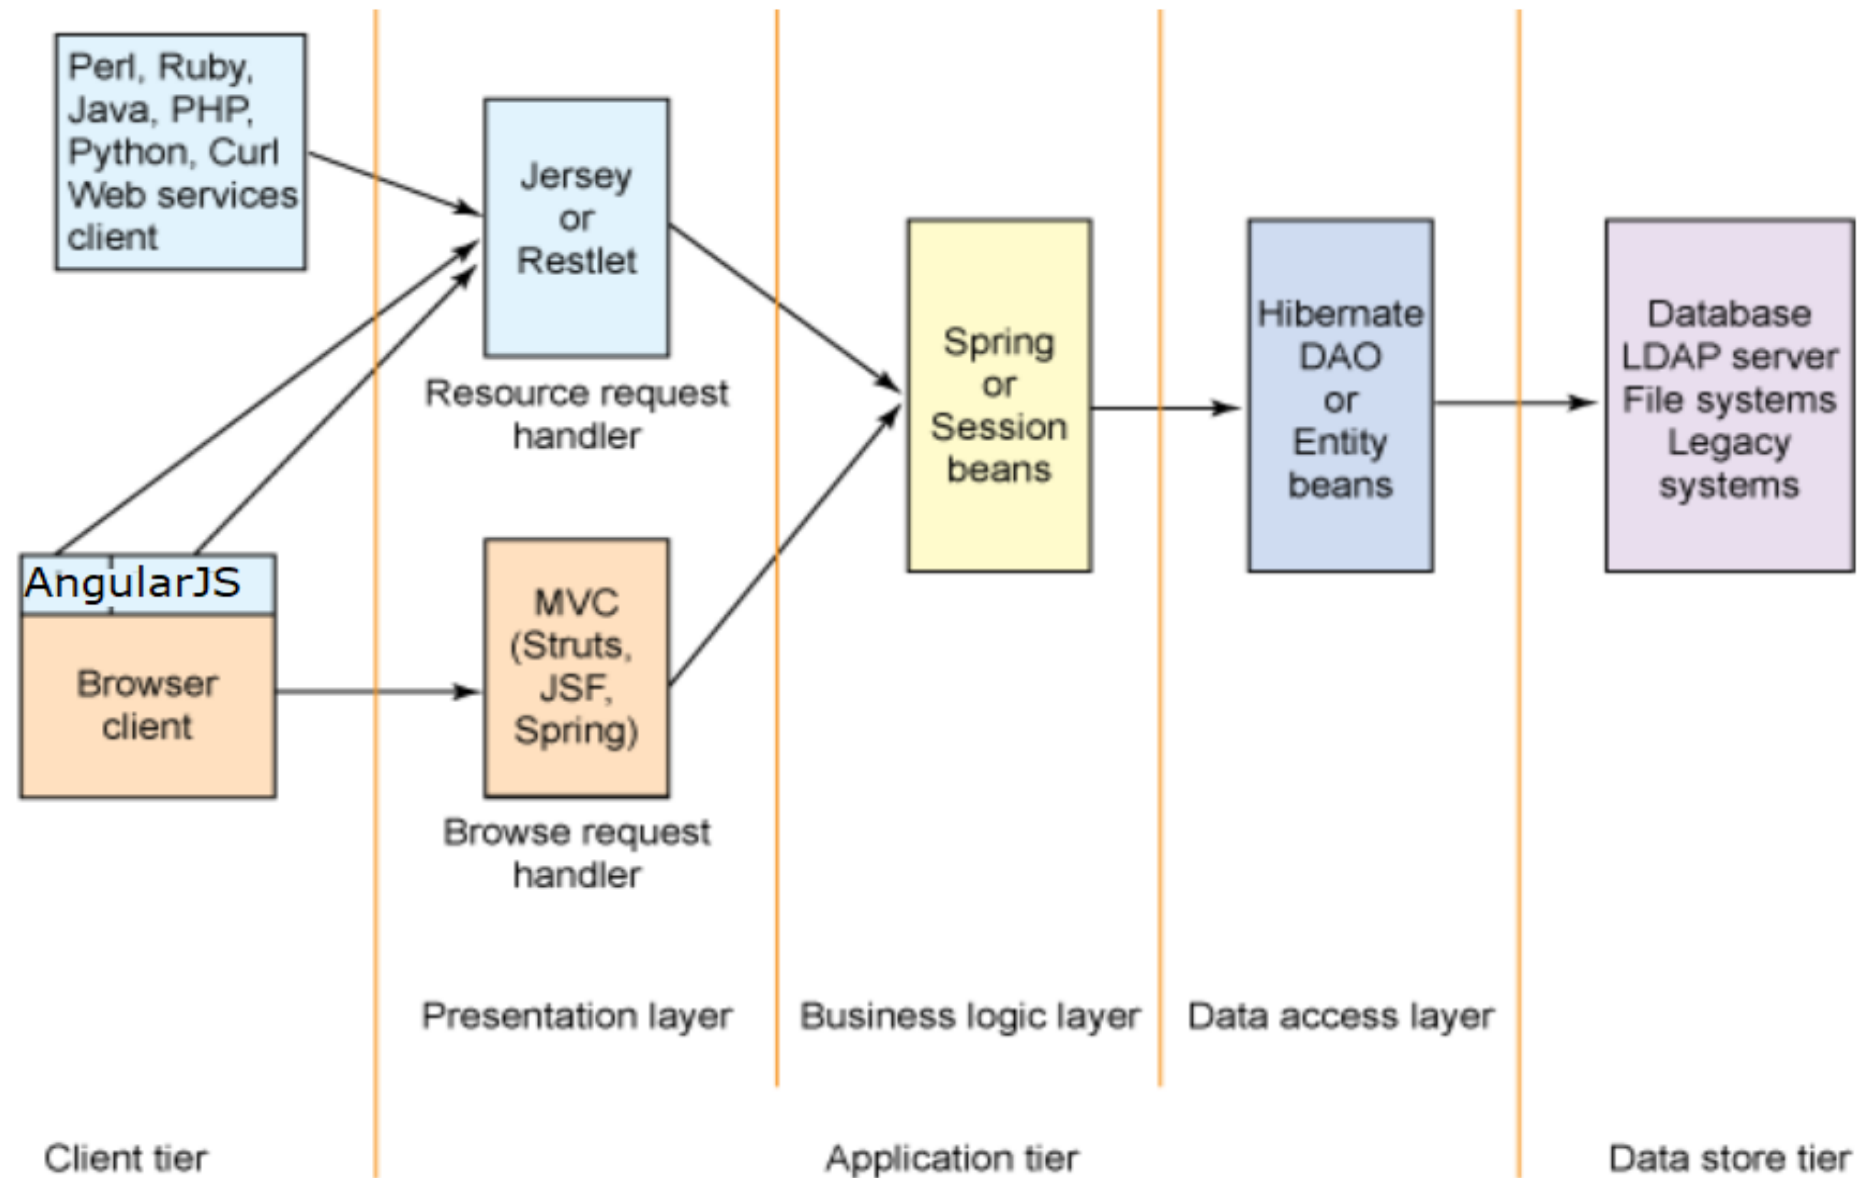 Perl, Ruby,
Java, PHP,
Python, Curl
Web services
client
Jersey
or
Restlet
Resource request
handler
AngularJS
Browser
client
MVC
(Struts,
JSF,
Spring)
Browse request
handler
Spring
or
Session
beans
Hibernate
DAO
or
Entity
beans
Database
LDAP server
File systems
Legacy
systems
Presentation layer
Business logic layer
Data access layer
Client tier
Application tier
Data store tier